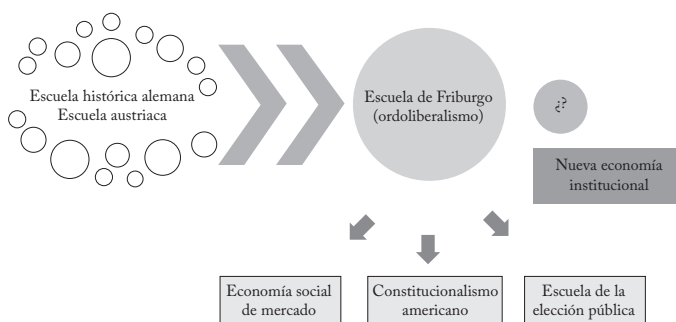 Escuela histórica alemana
Escuela austriaca
Escuela de Friburgo
(ordoliberalismo)
¿?
Nueva economía
institucional
Economía social
de mercado
Constitucionalismo
americano
Escuela de la
elección pública